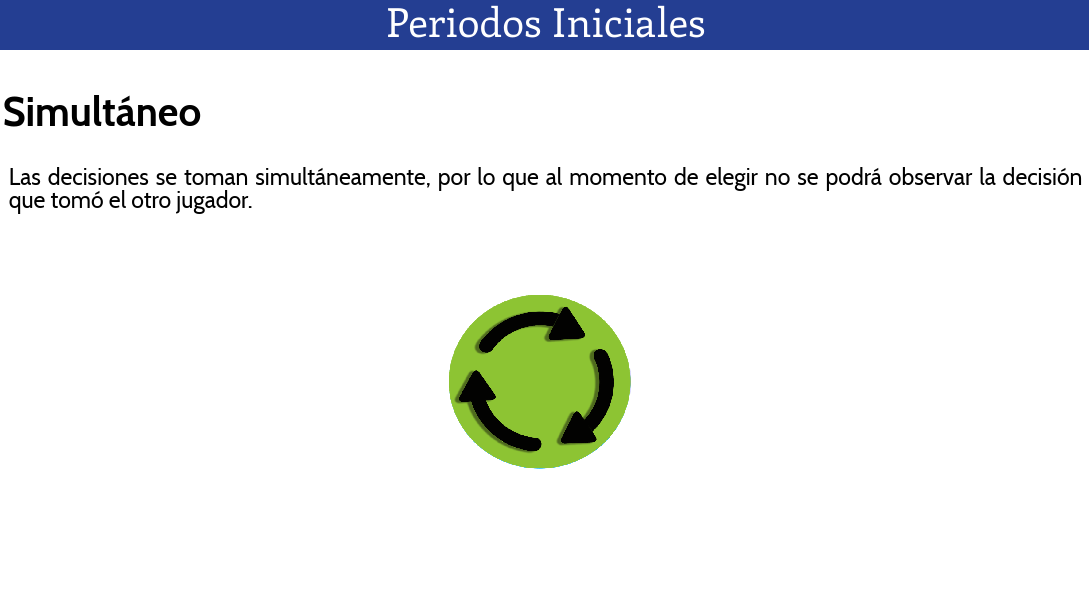 Periodos Iniciales
Simultáneo
Las decisiones se toman simultáneamente, por lo que al momento de elegir no se podrá observar la decisión
que tomó el otro jugador.